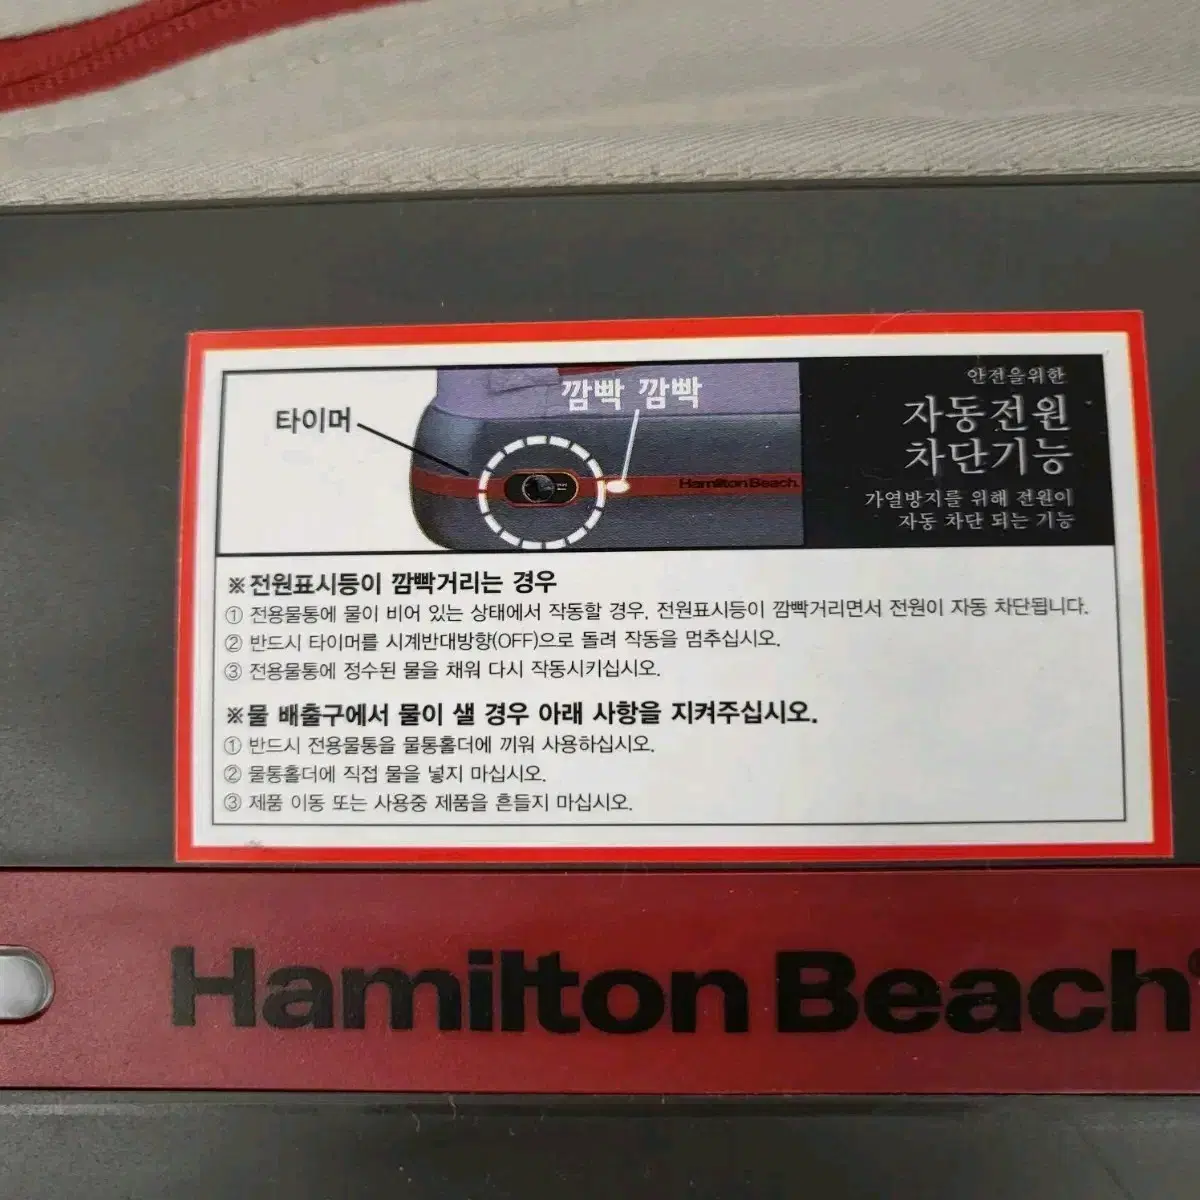 타이머
깜빡 깜빡
Hamilton Beach.
안전을위한
자동전원
차단기능
가열방지를 위해 전원이
자동 차단 되는 기능
※전원표시등이 깜빡거리는 경우
① 전용물통에 물이 비어 있는 상태에서 작동할 경우, 전원표시등이 깜빡거리면서 전원이 자동 차단됩니다.
② 반드시 타이머를 시계반대방향(OFF)으로 돌려 작동을 멈추십시오.
③ 전용물통에 정수된 물을 채워 다시 작동시키십시오.
※물 배출구에서 물이 샐 경우 아래 사항을 지켜주십시오.
① 반드시 전용물통을 물통홀더에 끼워 사용하십시오.
② 물통홀더에 직접 물을 넣지 마십시오.
③ 제품 이동 또는 사용중 제품을 흔들지 마십시오.
Hamilton Beach®